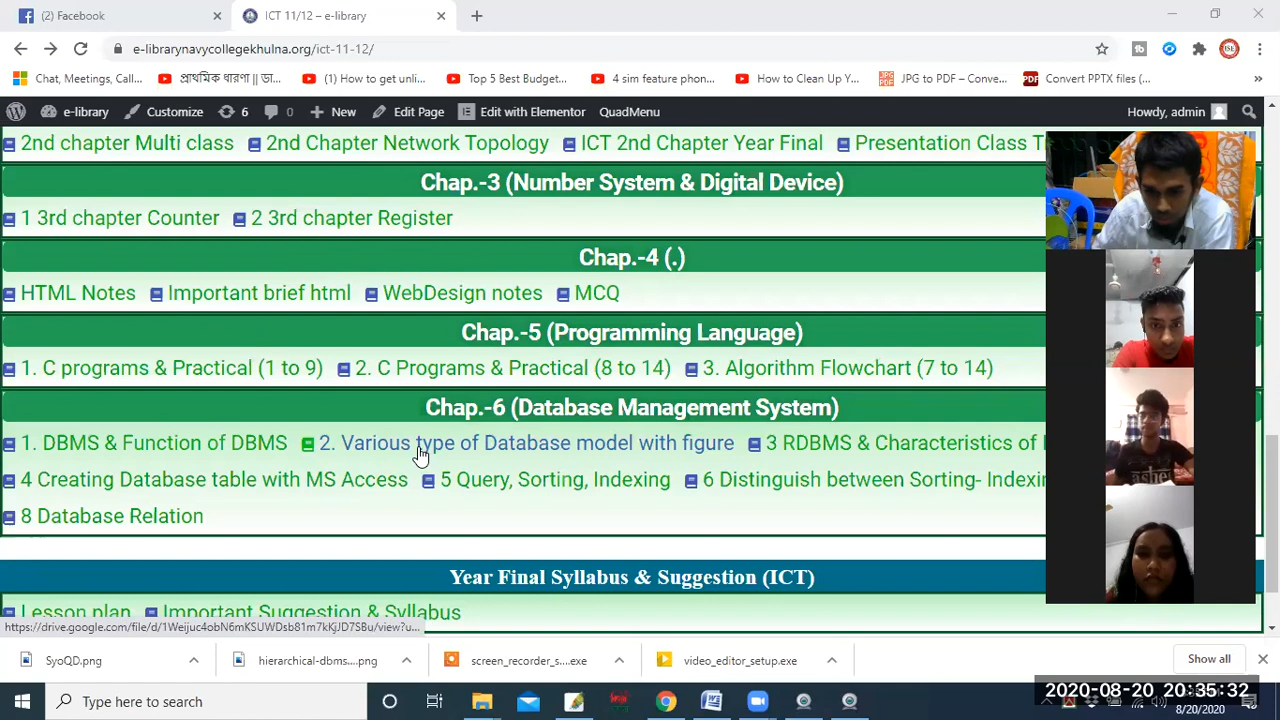 (2) Facebook
ICT 11/12 – e-library
e-librarynavycollegekhulna.org/ict-11-12/
Chat, Meetings, Call...
প্রাথমিক ধারণা || ডা...
(1) How to get unli...
Top 5 Best Budget...
4 sim feature phon...
How to Clean Up Y...
JPG to PDF – Conve...
Convert PPTX files (...
e-library
Customize
6
0
New
Edit Page
Edit with Elementor
QuadMenu
Howdy, admin
2nd chapter Multi class 2nd Chapter Network Topology ICT 2nd Chapter Year Final Presentation Class T
Chap.-3 (Number System & Digital Device)
1 3rd chapter Counter 2 3rd chapter Register
Chap.-4 (.)
HTML Notes Important brief html WebDesign notes MCQ
Chap.-5 (Programming Language)
1. C programs & Practical (1 to 9) 2. C Programs & Practical (8 to 14) 3. Algorithm Flowchart (7 to 14)
Chap.-6 (Database Management System)
1. DBMS & Function of DBMS 2. Various type of Database model with figure 3 RDBMS & Characteristics of
4 Creating Database table with MS Access 5 Query, Sorting, Indexing 6 Distinguish between Sorting- Indexin
8 Database Relation
Year Final Syllabus & Suggestion (ICT)
Lesson plan Important Suggestion & Syllabus
https://drive.google.com/file/d/1Weijuc4obN6mKSUWDsb81m7kKjJD7SBu/view?u...
SyoQD.png
hierarchical-dbms....png
screen_recorder_s....exe
video_editor_setup.exe
Show all
Type here to search
2020-08-20 20:35:32
8/20/2020